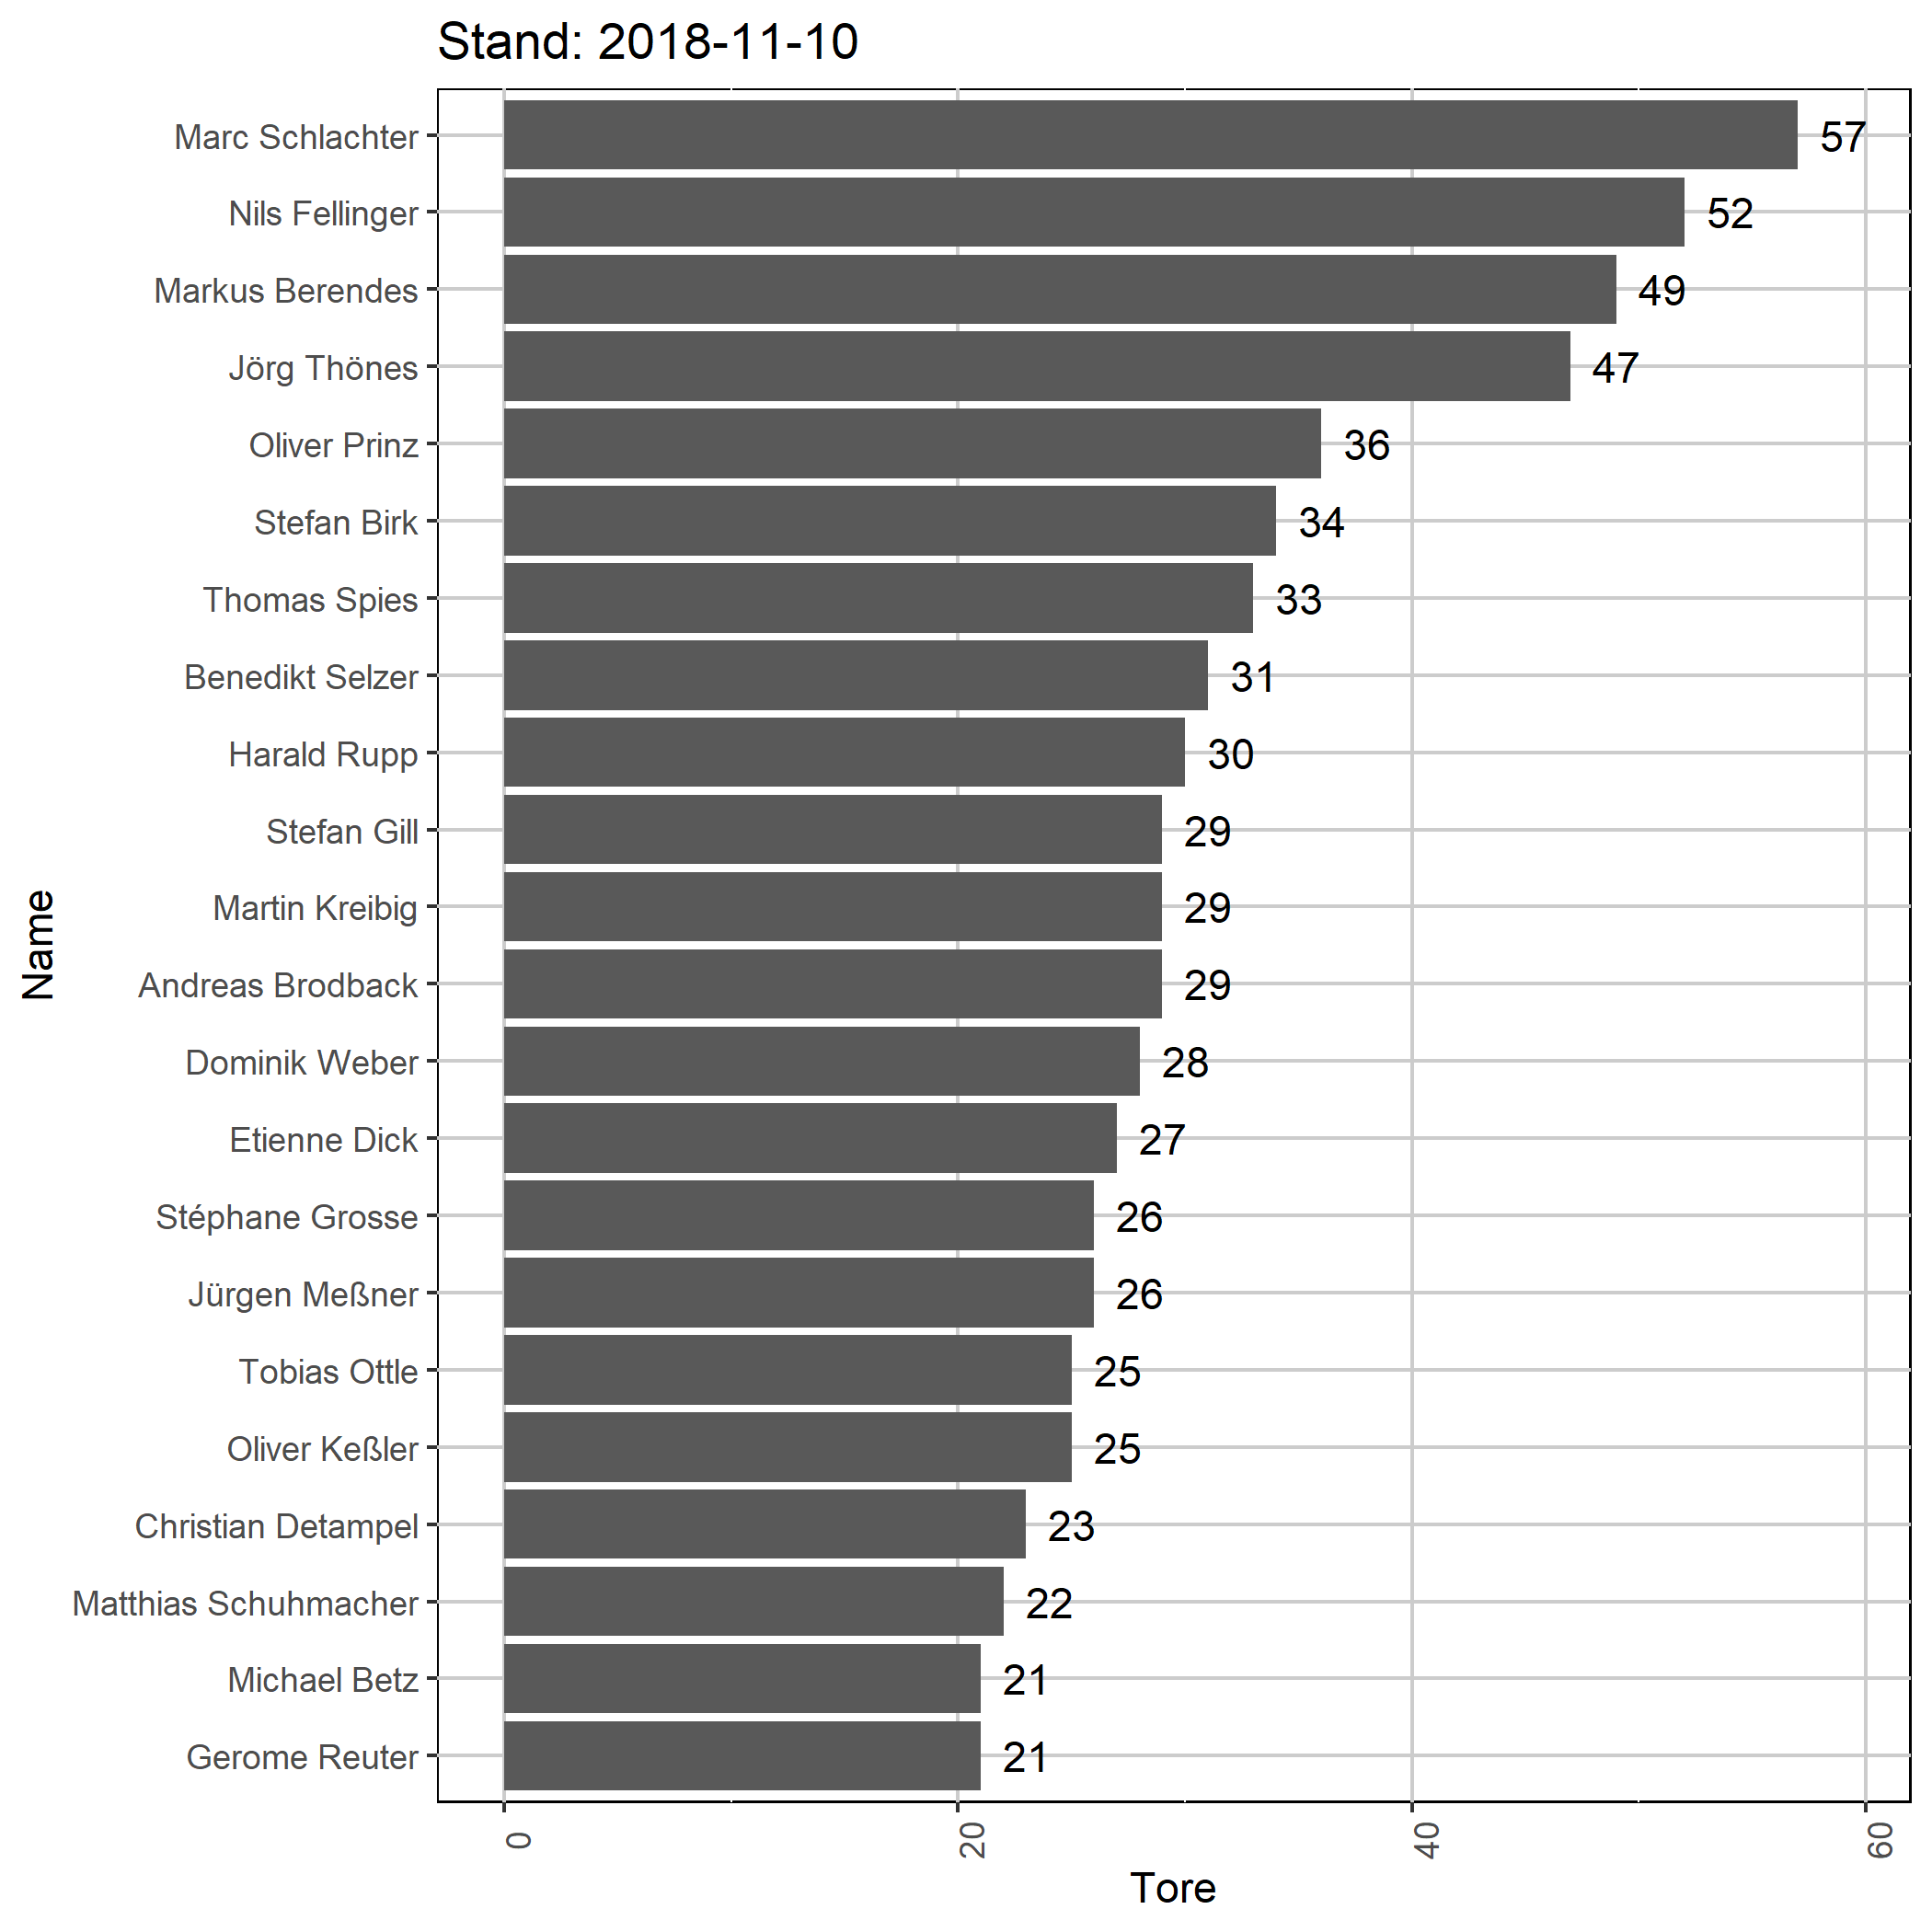 Stand: 2018-11-10
Marc Schlachter 57
Nils Fellinger 52
Markus Berendes 49
Jörg Thönes 47
Oliver Prinz 36
Stefan Birk 34
Thomas Spies 33
Benedikt Selzer 31
Harald Rupp 30
Stefan Gill 29
Martin Kreibig 29
Andreas Brodback 29
Dominik Weber 28
Etienne Dick 27
Stéphane Grosse 26
Jürgen Meßner 26
Tobias Ottle 25
Oliver Keßler 25
Christian Detampel 23
Matthias Schuhmacher 22
Michael Betz 21
Gerome Reuter 21
Name
0 20 40 60
Tore